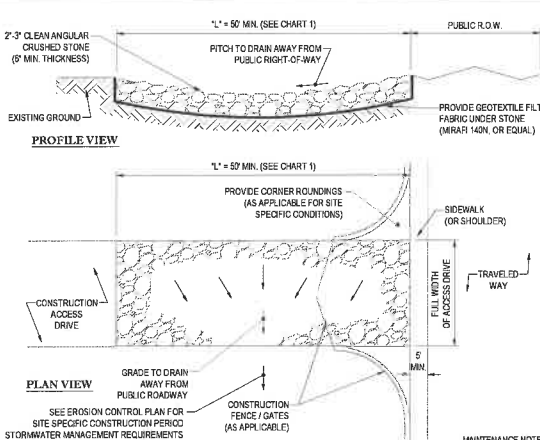 "L" = 50' MIN. (SEE CHART 1)
PUBLIC R.O.W.
2"-3" CLEAN ANGULAR
CRUSHED STONE
(6" MIN. THICKNESS)
PITCH TO DRAIN AWAY FROM
PUBLIC RIGHT-OF-WAY
EXISTING GROUND
PROVIDE GEOTEXTILE FILT
FABRIC UNDER STONE
(MIRAFI 140N, OR EQUAL)
PROFILE VIEW
"L" = 50' MIN. (SEE CHART 1)
PROVIDE CORNER ROUNDINGS
(AS APPLICABLE FOR SITE
SPECIFIC CONDITIONS)
SIDEWALK
(OR SHOULDER)
CONSTRUCTION
ACCESS
DRIVE
FULL WIDTH
OF ACCESS DRIVE
TRAVELED
WAY
5'
MIN.
PLAN VIEW
GRADE TO DRAIN
AWAY FROM
PUBLIC ROADWAY
SEE EROSION CONTROL PLAN FOR
SITE SPECIFIC CONSTRUCTION PERIOD
STORMWATER MANAGEMENT REQUIREMENTS
CONSTRUCTION
FENCE / GATES
(AS APPLICABLE)
MAINTENANCE NOTE